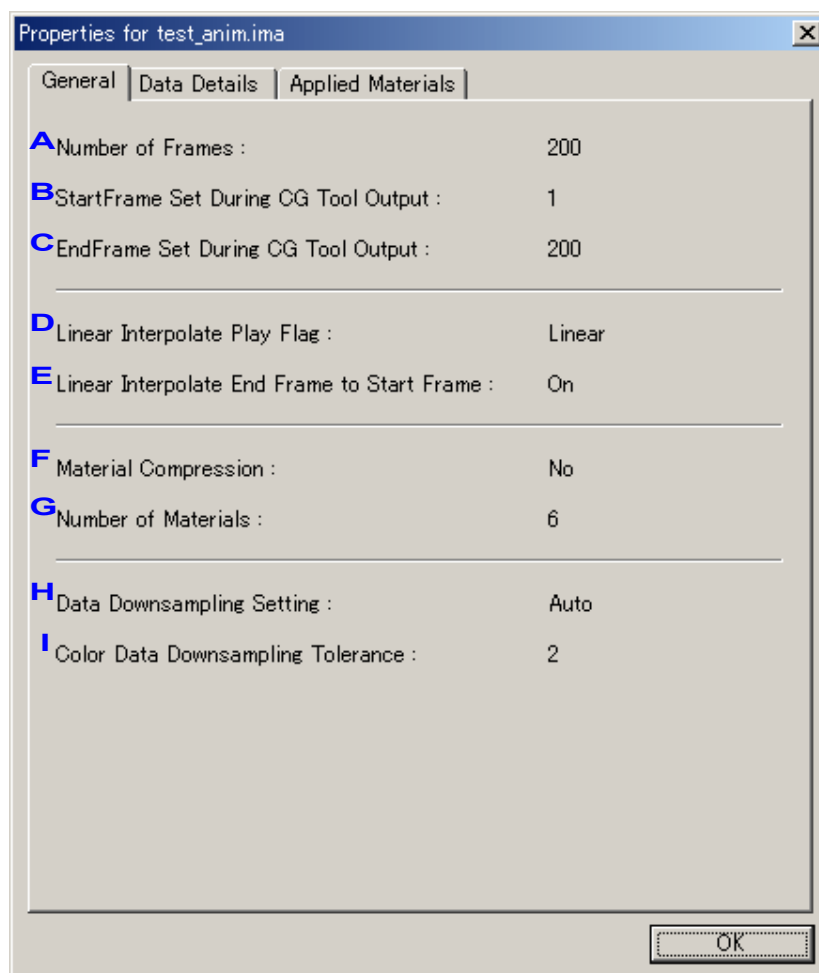 Properties for test_anim.ima
General Data Details Applied Materials
A Number of Frames : 200
B StartFrame Set During CG Tool Output : 1
C EndFrame Set During CG Tool Output : 200
D Linear Interpolate Play Flag : Linear
E Linear Interpolate End Frame to Start Frame : On
F Material Compression : No
G Number of Materials : 6
H Data Downsampling Setting : Auto
I Color Data Downsampling Tolerance : 2
OK